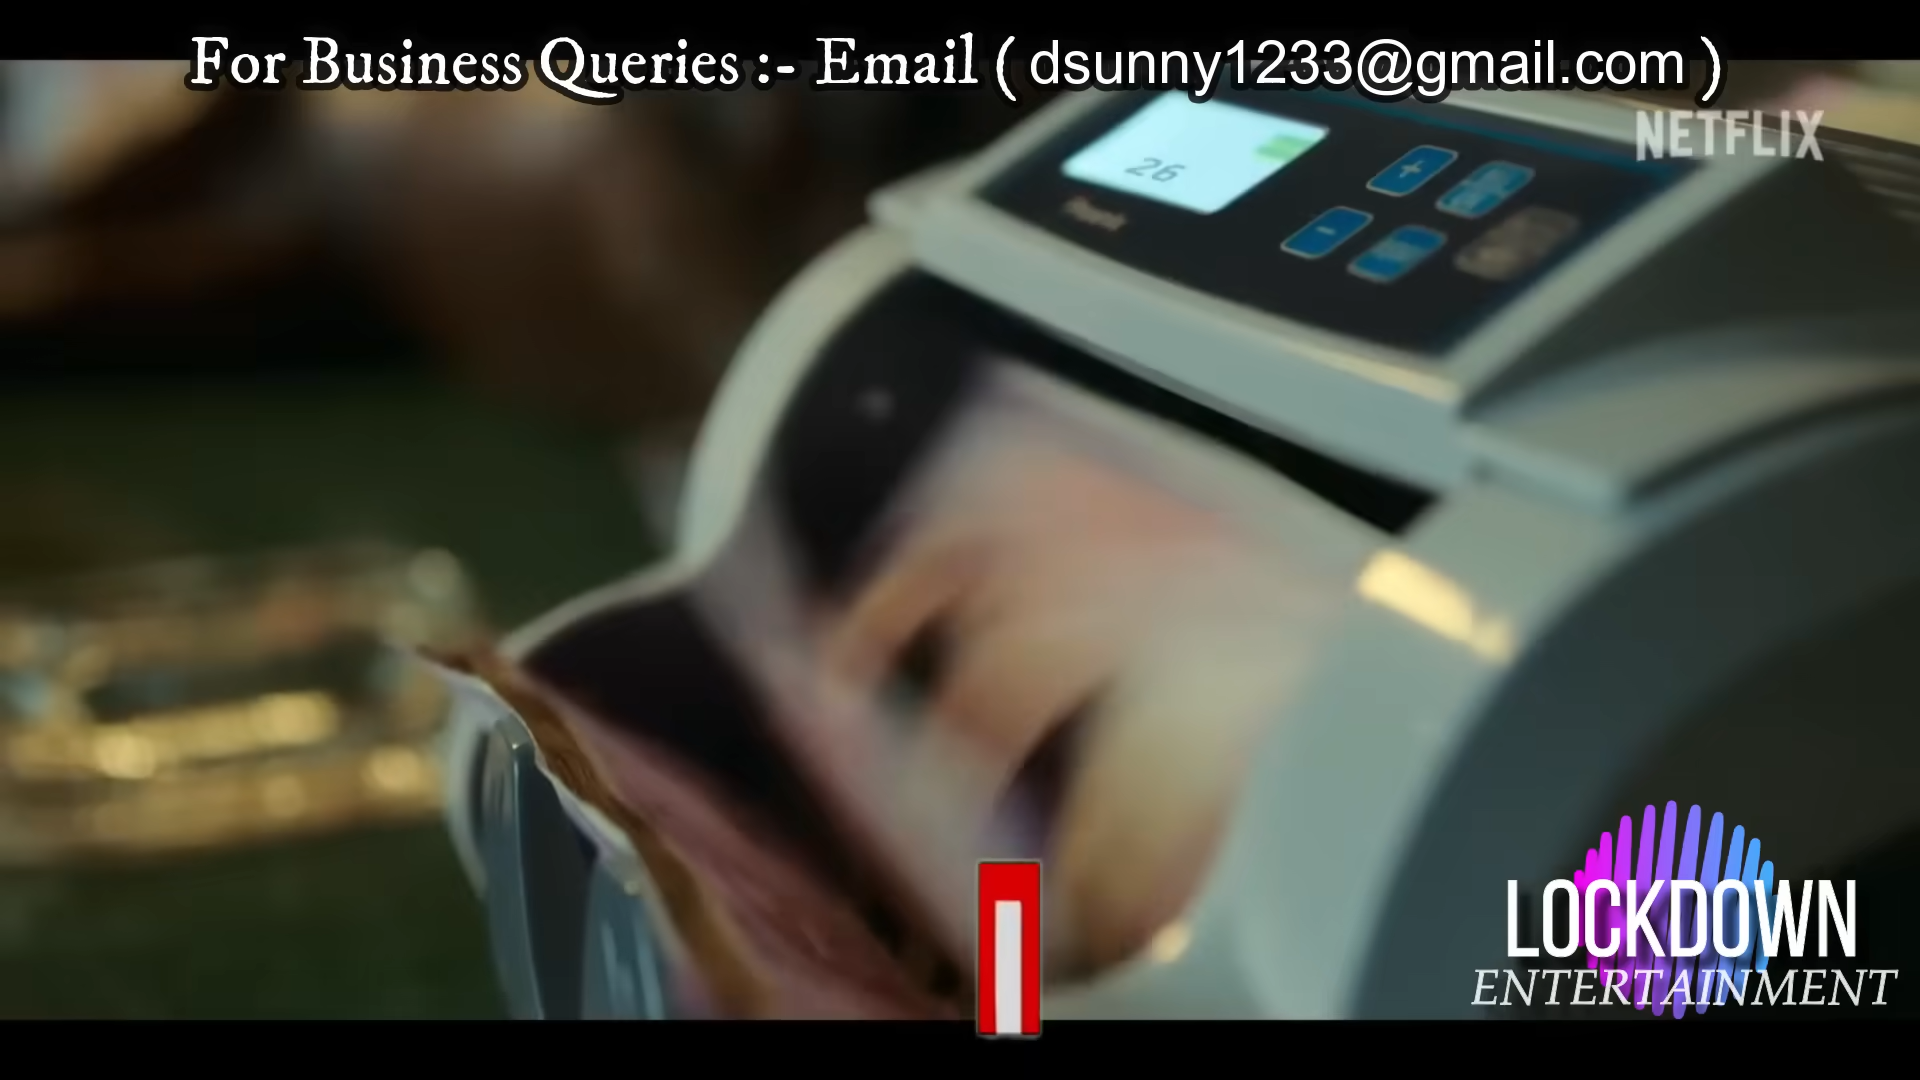 For Business Queries :- Email ( dsunny1233@gmail.com )
NETFLIX
26
+
-
LOCKDOWN
ENTERTAINMENT